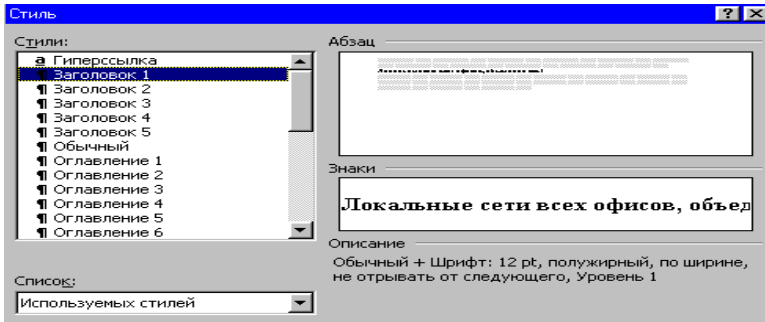 Стиль
Стили:
a Гиперссылка
¶ Заголовок 1
¶ Заголовок 2
¶ Заголовок 3
¶ Заголовок 4
¶ Заголовок 5
¶ Обычный
¶ Оглавление 1
¶ Оглавление 2
¶ Оглавление 3
¶ Оглавление 4
¶ Оглавление 5
¶ Оглавление 6
Список:
Используемых стилей
Абзац
Знаки
Локальные сети всех офисов, объед
Описание
Обычный + Шрифт: 12 pt, полужирный, по ширине,
не отрывать от следующего, Уровень 1